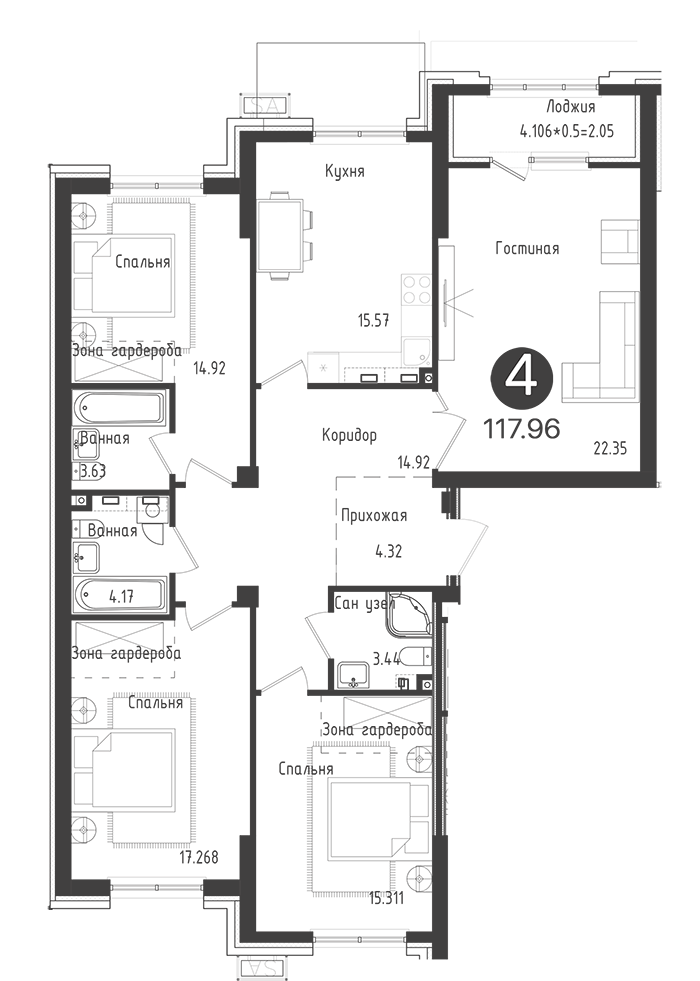 SA
Лоджия
4.106*0.5=2.05
Кухня
Гостиная
Спальня
15.57
Зона гардероба
14.92
4
117.96
22.35
Ванная
3.63
Коридор
14.92
Прихожая
4.32
Ванная
4.17
Сан узел
3.44
Зона гардероба
Спальня
Зона гардероба
Спальня
17.268
15.311
SA